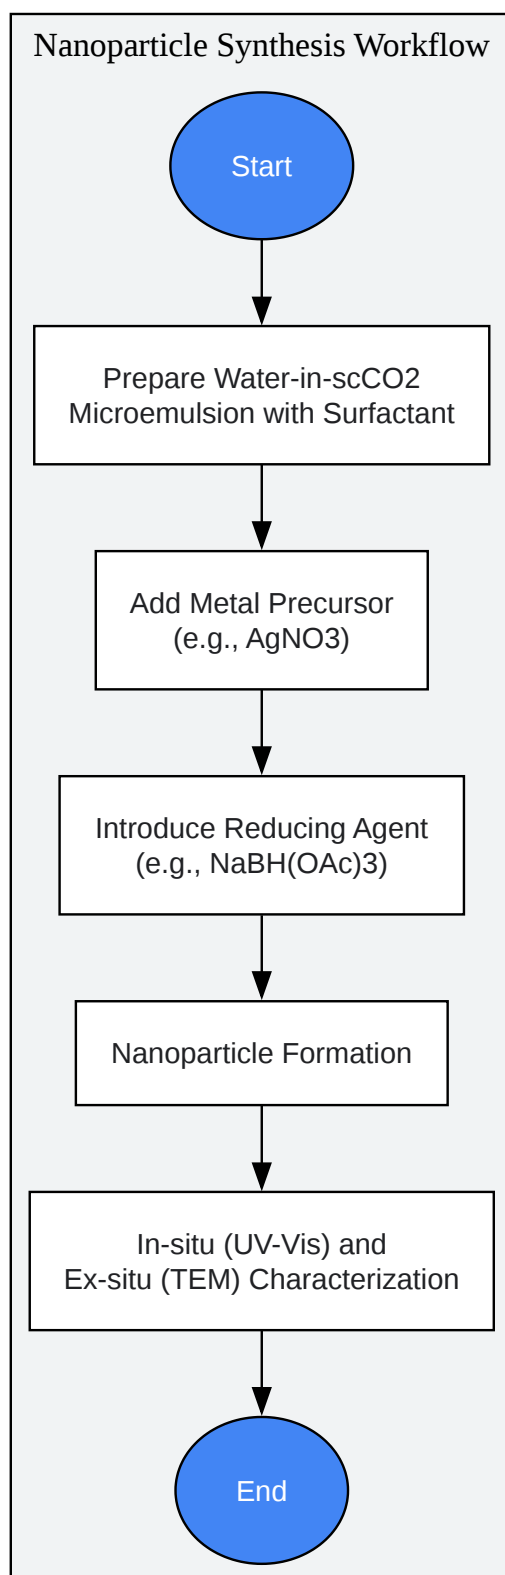 Nanoparticle Synthesis Workflow
Start
Prepare Water-in-scCO2
Microemulsion with Surfactant
Add Metal Precursor
(e.g., AgNO3)
Introduce Reducing Agent
(e.g., NaBH(OAc)3)
Nanoparticle Formation
In-situ (UV-Vis) and
Ex-situ (TEM) Characterization
End